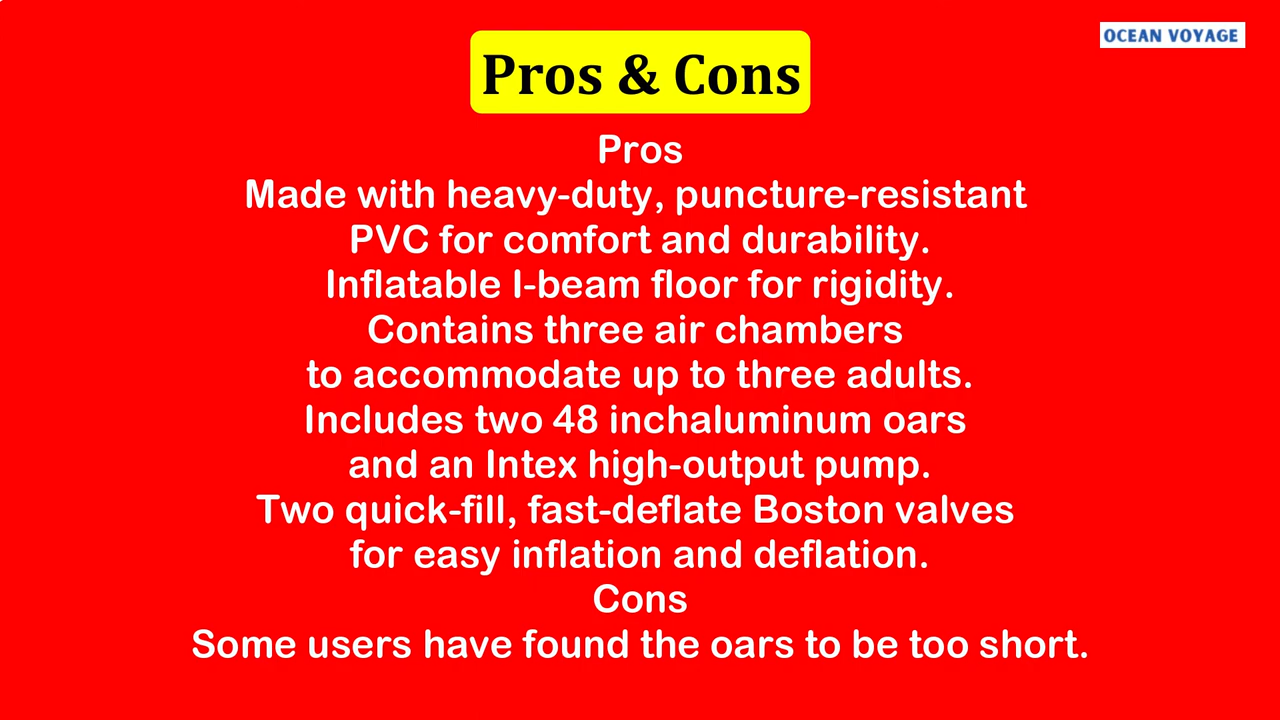 OCEAN VOYAGE
Pros & Cons
Pros
Made with heavy-duty, puncture-resistant
PVC for comfort and durability.
Inflatable I-beam floor for rigidity.
Contains three air chambers
to accommodate up to three adults.
Includes two 48 inchaluminum oars
and an Intex high-output pump.
Two quick-fill, fast-deflate Boston valves
for easy inflation and deflation.
Cons
Some users have found the oars to be too short.